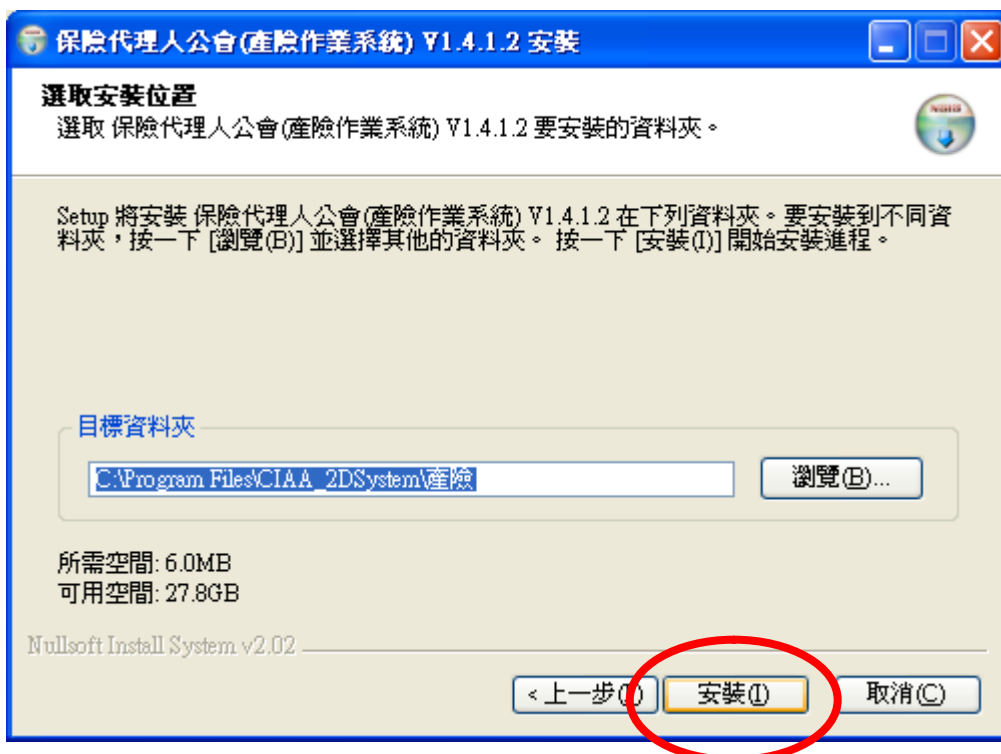 保險代理人公會(產險作業系統) V1.4.1.2 安裝
選取安裝位置
選取 保險代理人公會(產險作業系統) V1.4.1.2 要安裝的資料夾。
Setup 將安裝 保險代理人公會(產險作業系統) V1.4.1.2 在下列資料夾。要安裝到不同資
料夾，按一下 [瀏覽(B)] 並選擇其他的資料夾。 按一下 [安裝(I)] 開始安裝進程。
目標資料夾
C:\Program Files\CIAA_2DSystem\產險
瀏覽(B)...
所需空間: 6.0MB
可用空間: 27.8GB
Nullsoft Install System v2.02
<上一步
安裝(I)
取消(C)